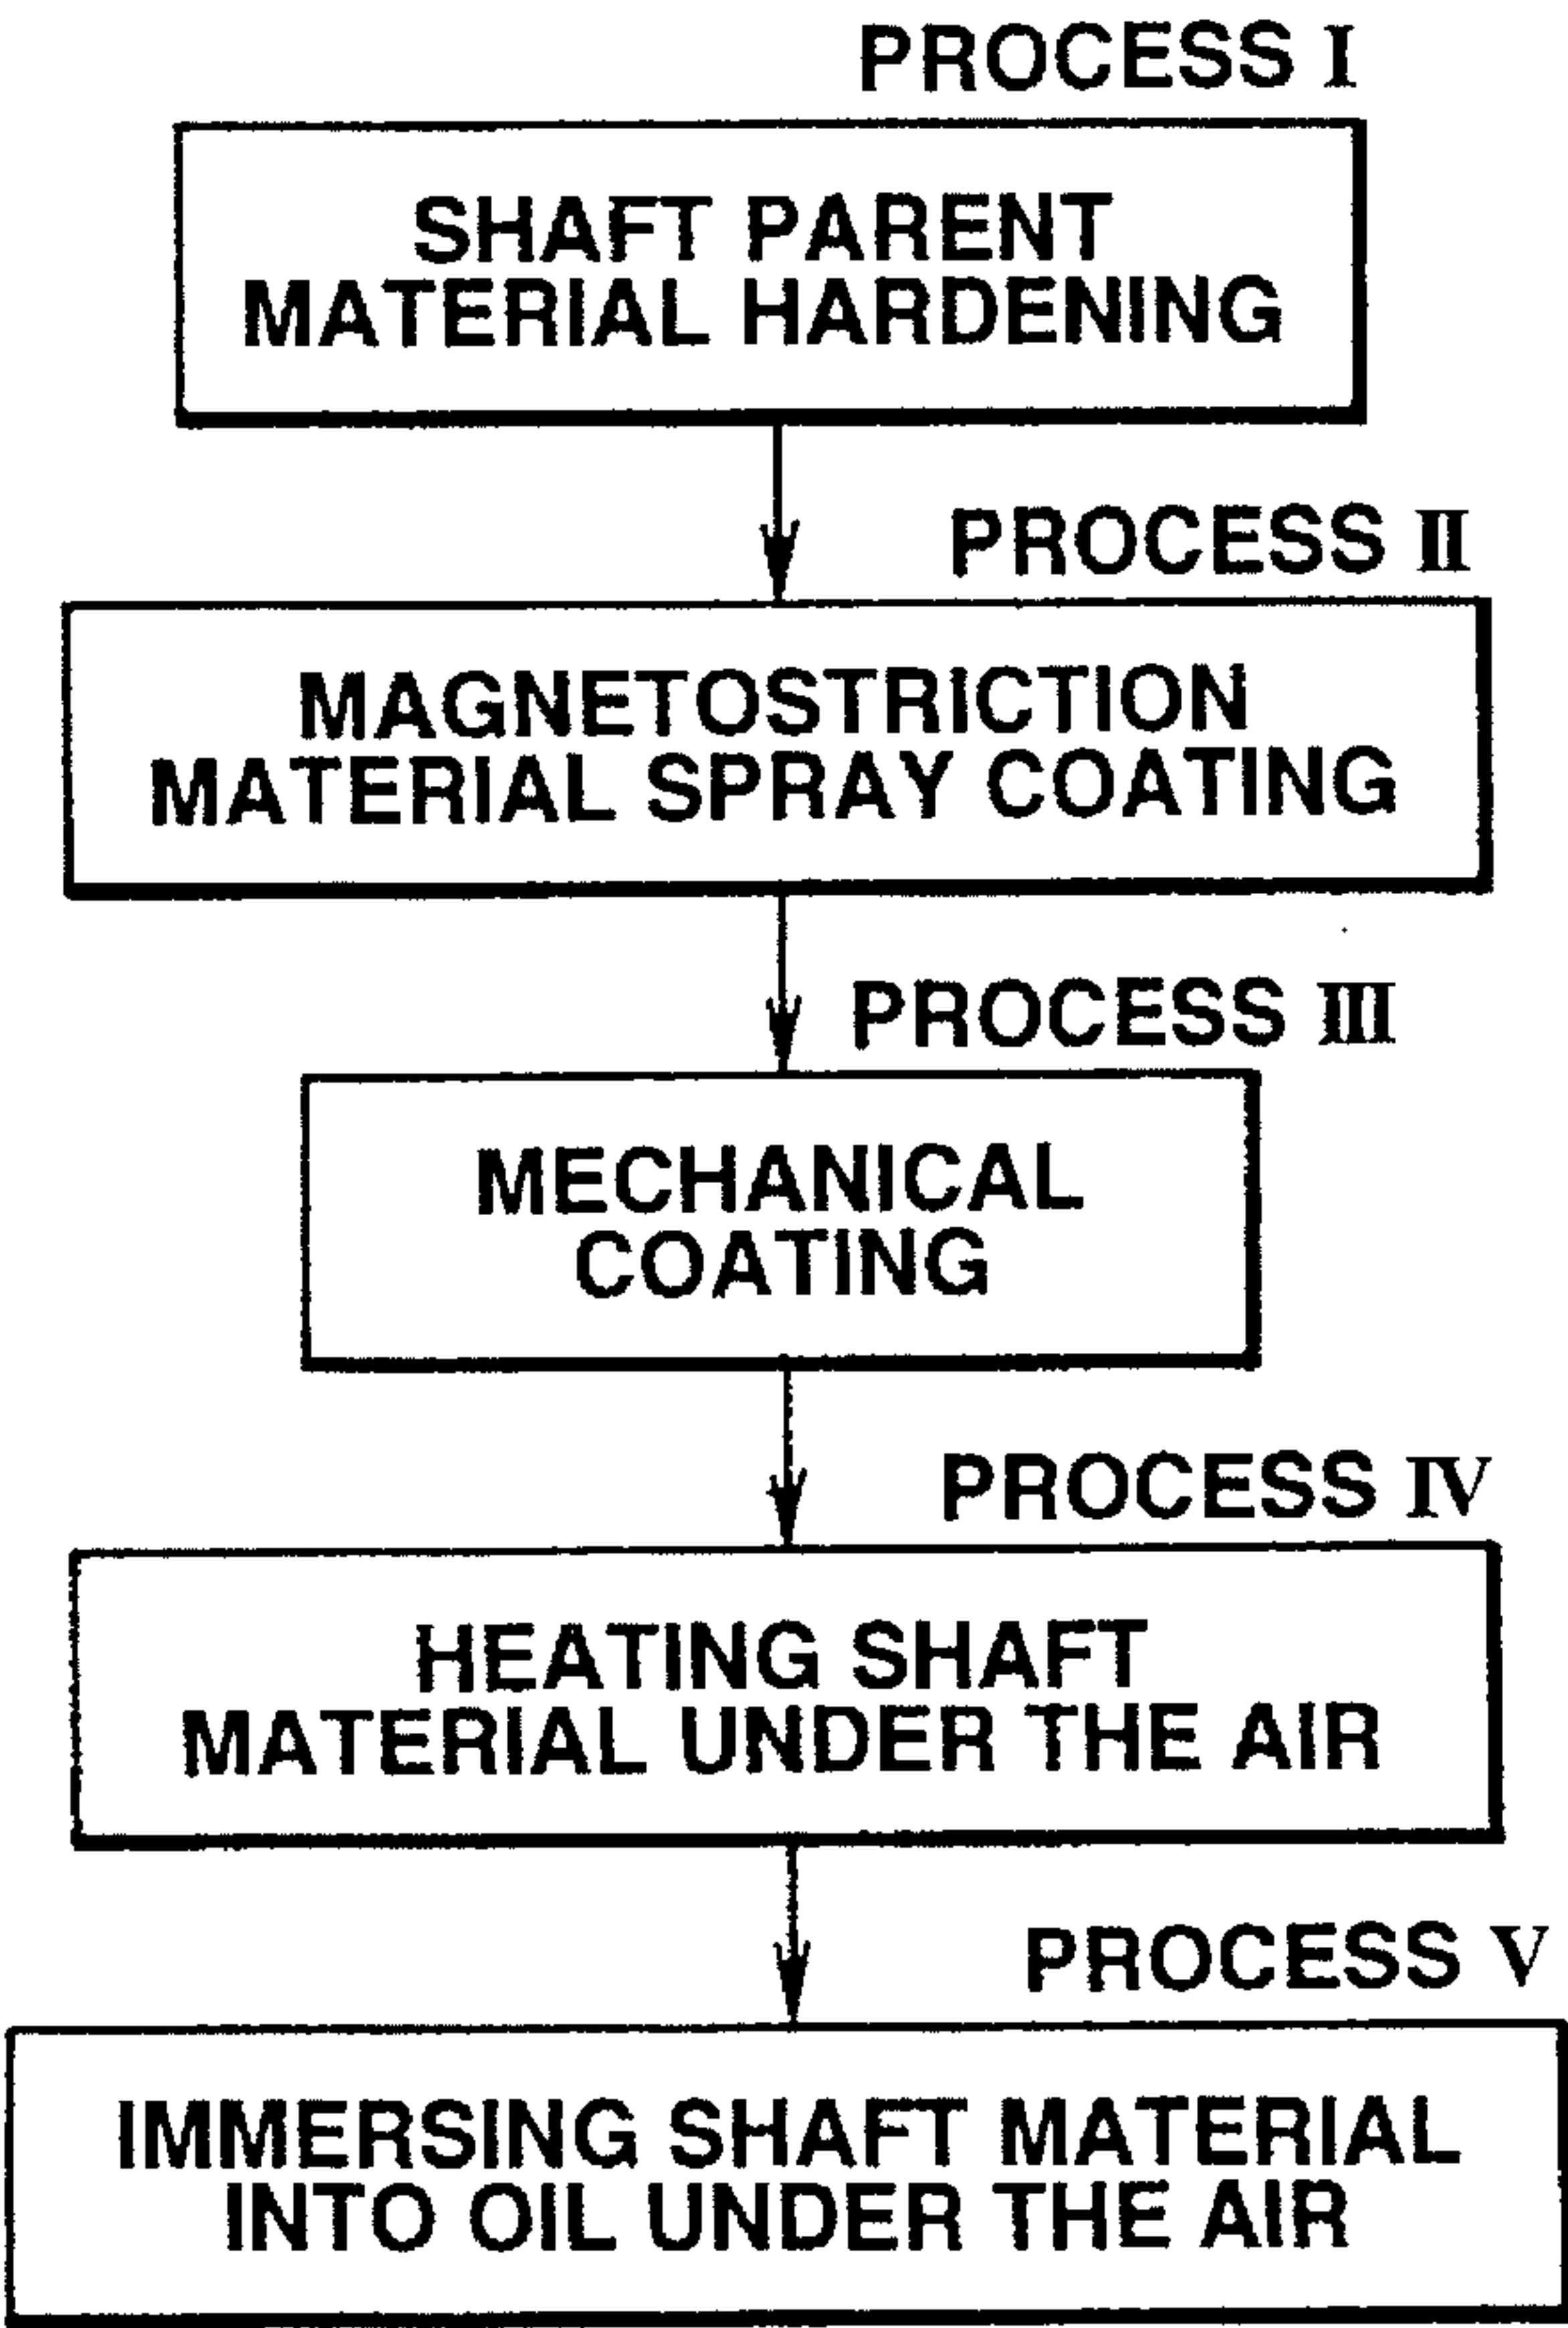 PROCESS I
SHAFT PARENT
MATERIAL HARDENING
PROCESS II
MAGNETOSTRICTION
MATERIAL SPRAY COATING
PROCESS III
MECHANICAL
COATING
PROCESS IV
HEATING SHAFT
MATERIAL UNDER THE AIR
PROCESS V
IMMERSING SHAFT MATERIAL
INTO OIL UNDER THE AIR